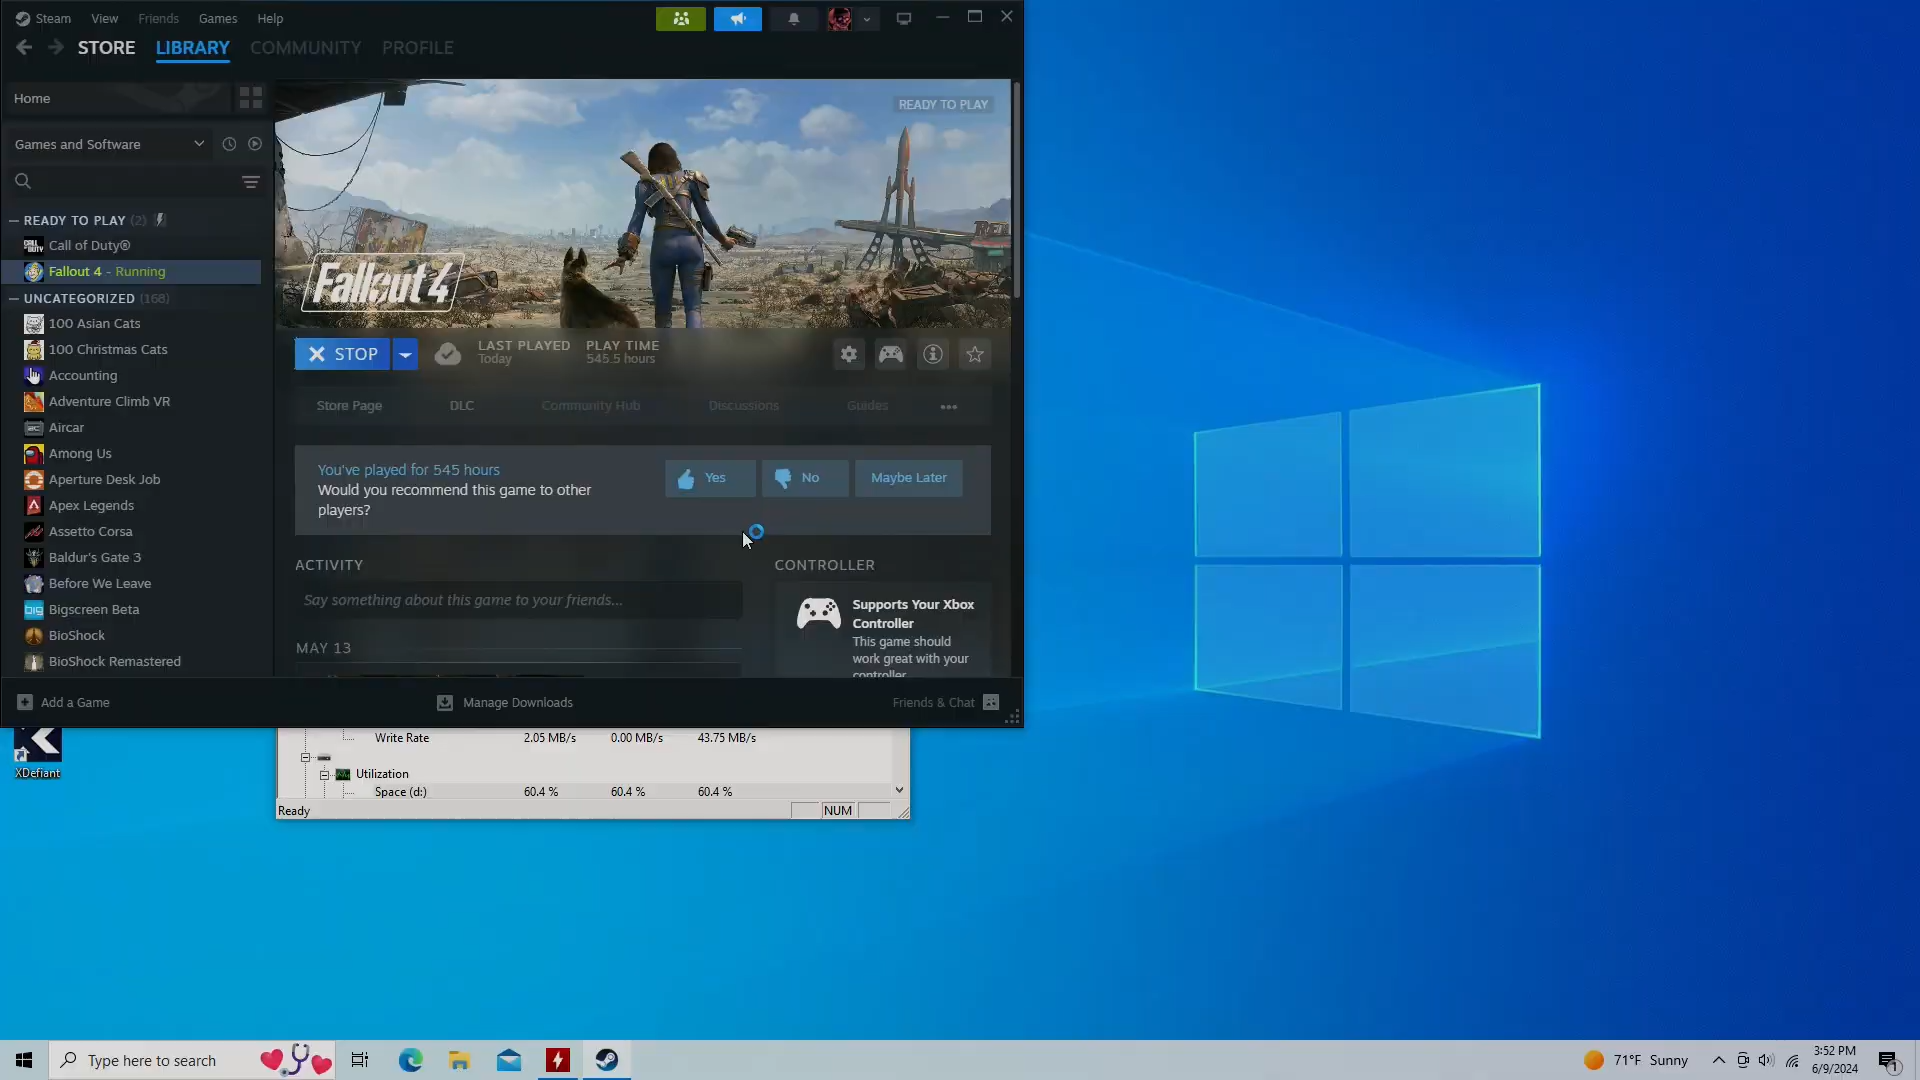 Steam View Friends Games Help
STORE LIBRARY COMMUNITY PROFILE
Home
READY TO PLAY
Games and Software
— READY TO PLAY (2)
CALL OF DUTY
Call of Duty®
Fallout 4 - Running
— UNCATEGORIZED (168)
100 Asian Cats
100 Christmas Cats
Accounting
Adventure Climb VR
Aircar
Among Us
Aperture Desk Job
Apex Legends
Assetto Corsa
Baldur's Gate 3
Before We Leave
big Bigscreen Beta
BioShock
BioShock Remastered
Fallout 4
STOP
LAST PLAYED
Today
PLAY TIME
545.5 hours
Store Page DLC Community Hub Discussions Guides
You've played for 545 hours
Would you recommend this game to other
players?
Yes No Maybe Later
ACTIVITY
Say something about this game to your friends...
MAY 13
CONTROLLER
Supports Your Xbox
Controller
This game should
work great with your
controller
Add a Game
Manage Downloads
Friends & Chat
XDefiant
Write Rate 2.05 MB/s 0.00 MB/s 43.75 MB/s
Utilization
Space (d:) 60.4 % 60.4 % 60.4 %
Ready NUM
Type here to search
71°F Sunny
3:52 PM
6/9/2024
1